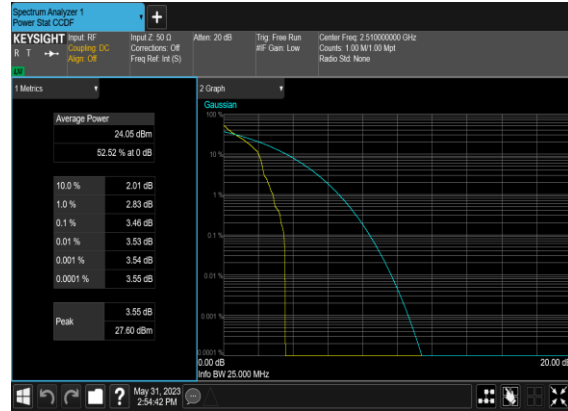 Spectrum Analyzer 1
Power Stat CCDF
KEYSIGHT
R T
LXI
Input: RF
Coupling: DC
Align: Off
Input Z: 50 Ω
Corrections: Off
Freq Ref: Int (S)
Atten: 20 dB
Trig: Free Run
#IF Gain: Low
Center Freq: 2.510000000 GHz
Counts: 1.00 M/1.00 Mpt
Radio Std: None
1 Metrics
Average Power
24.05 dBm
52.52 % at 0 dB
10.0 % 2.01 dB
1.0 % 2.83 dB
0.1 % 3.46 dB
0.01 % 3.53 dB
0.001 % 3.54 dB
0.0001 % 3.55 dB
Peak
3.55 dB
27.60 dBm
2 Graph
Gaussian
100 %
10 %
1 %
0.1 %
0.01 %
0.001 %
0.0001 %
0.00 dB
20.00 dB
Info BW 25.000 MHz
May 31, 2023
2:54:42 PM